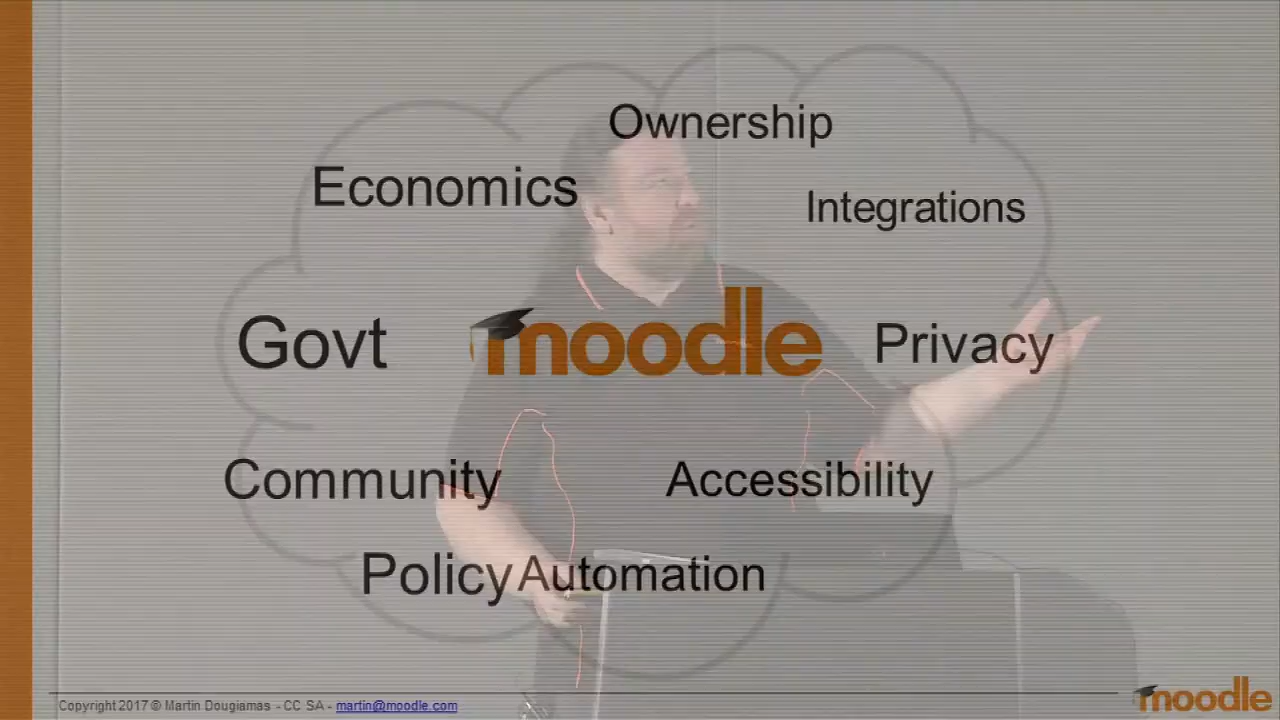 Ownership
Economics
Integrations
Govt
moodle
Privacy
Community
Accessibility
Policy Automation
Copyright 2017 © Martin Dougiamas - CC SA - martin@moodle.com
moodle